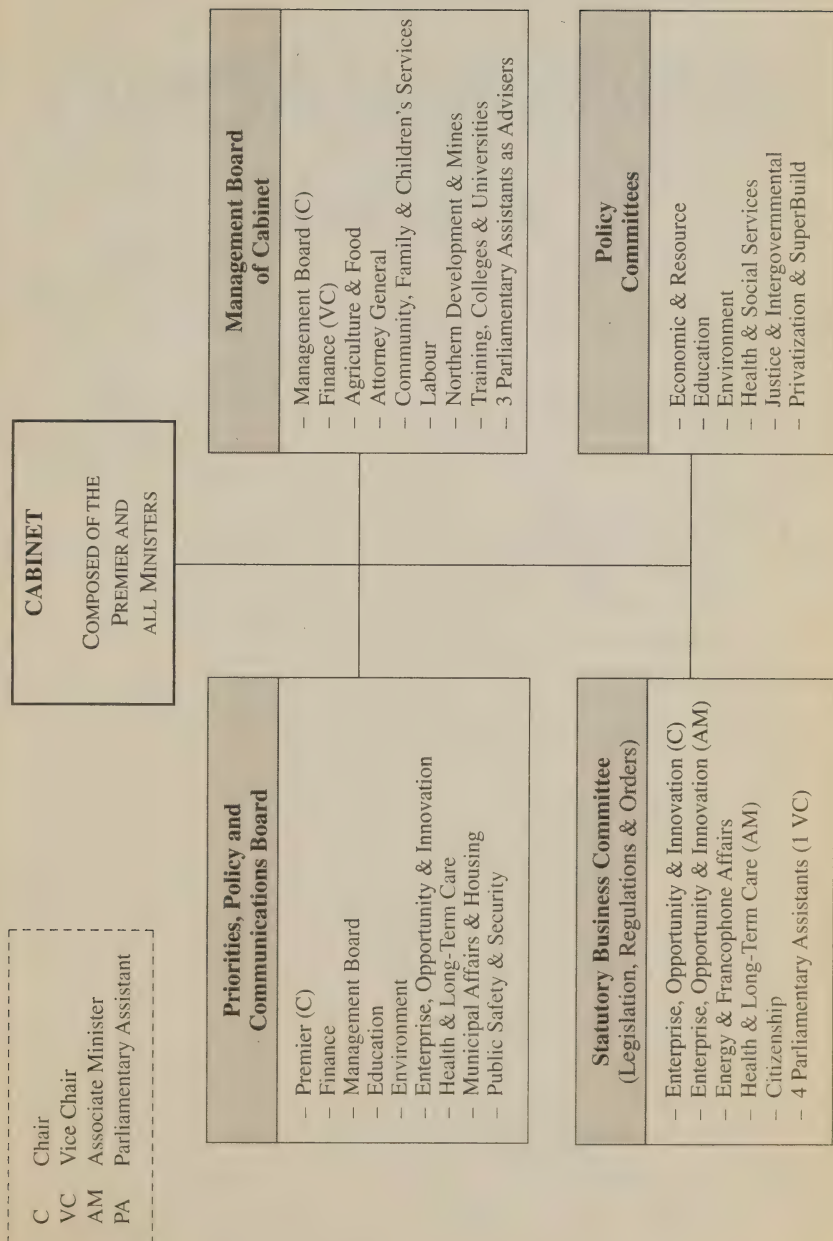 C Chair
VC Vice Chair
AM Associate Minister
PA Parliamentary Assistant
CABINET
COMPOSED OF THE
PREMIER AND
ALL MINISTERS
Priorities, Policy and
Communications Board
– Premier (C)
– Finance
– Management Board
– Education
– Environment
– Enterprise, Opportunity & Innovation
– Health & Long-Term Care
– Municipal Affairs & Housing
– Public Safety & Security
Management Board
of Cabinet
– Management Board (C)
– Finance (VC)
– Agriculture & Food
– Attorney General
– Community, Family & Children's Services
– Labour
– Northern Development & Mines
– Training, Colleges & Universities
– 3 Parliamentary Assistants as Advisers
Statutory Business Committee
(Legislation, Regulations & Orders)
– Enterprise, Opportunity & Innovation (C)
– Enterprise, Opportunity & Innovation (AM)
– Energy & Francophone Affairs
– Health & Long-Term Care (AM)
– Citizenship
– 4 Parliamentary Assistants (1 VC)
Policy
Committees
– Economic & Resource
– Education
– Environment
– Health & Social Services
– Justice & Intergovernmental
– Privatization & SuperBuild